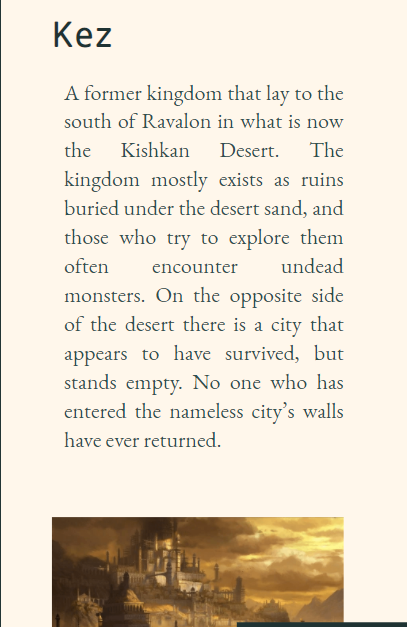 Kez
A former kingdom that lay to the
south of Ravalon in what is now
the Kishkan Desert. The
kingdom mostly exists as ruins
buried under the desert sand, and
those who try to explore them
often encounter undead
monsters. On the opposite side
of the desert there is a city that
appears to have survived, but
stands empty. No one who has
entered the nameless city’s walls
have ever returned.